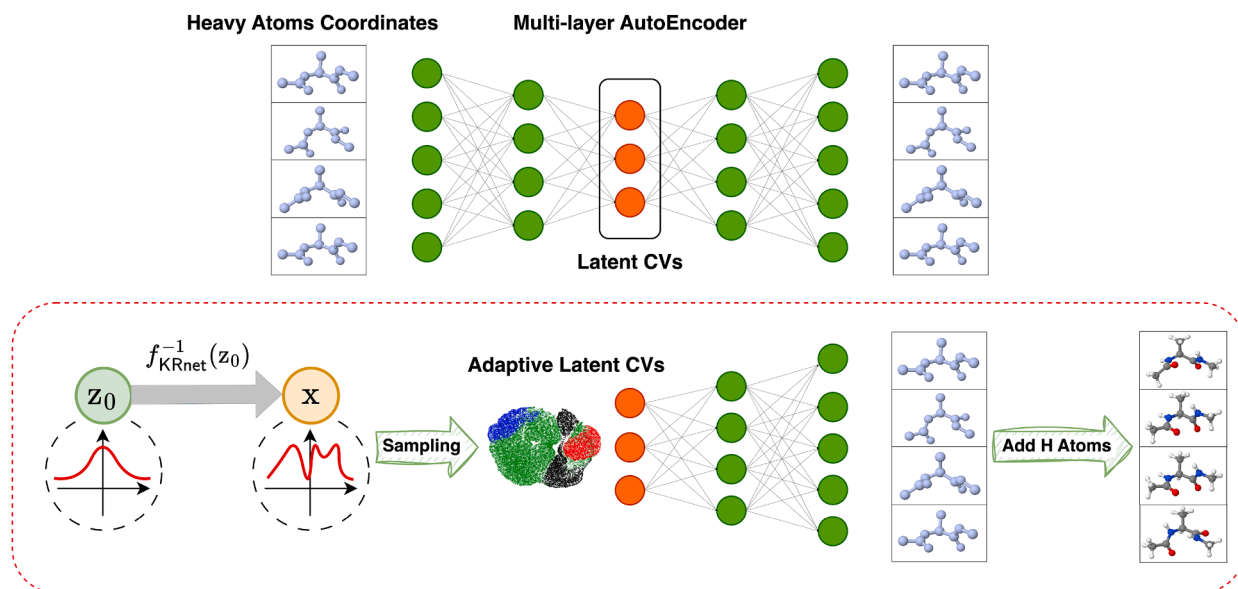 Heavy Atoms Coordinates
Multi-layer AutoEncoder
Latent CVs
f⁻¹KRnet(z₀)
z₀
x
Sampling
Adaptive Latent CVs
Add H Atoms